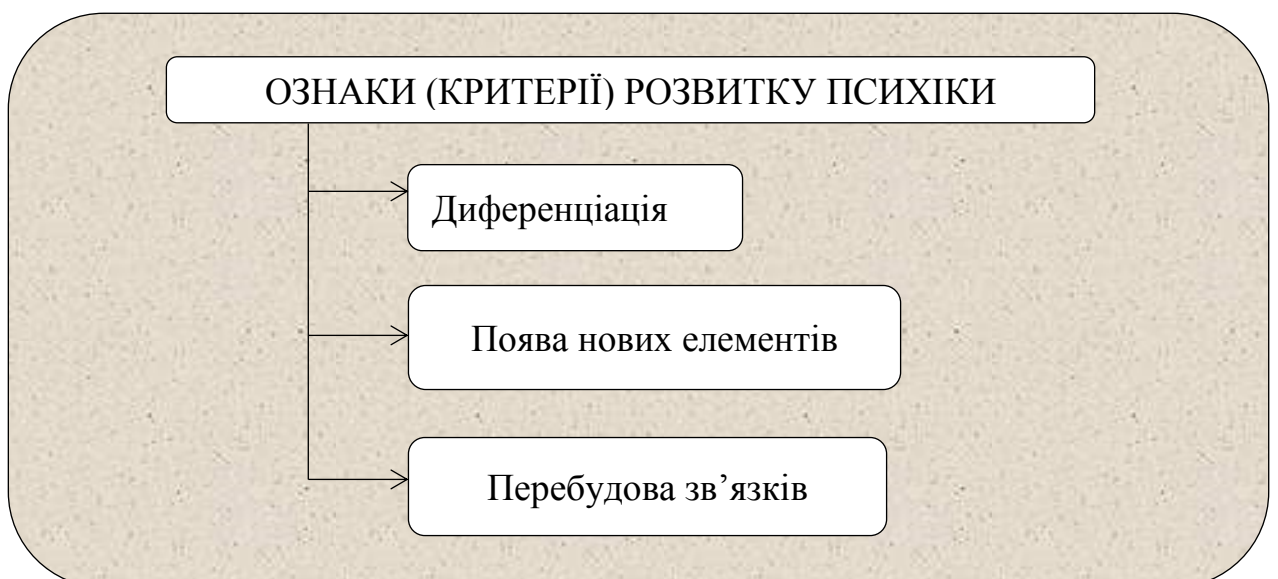 ОЗНАКИ (КРИТЕРІЇ) РОЗВИТКУ ПСИХІКИ
Диференціація
Поява нових елементів
Перебудова зв’язків